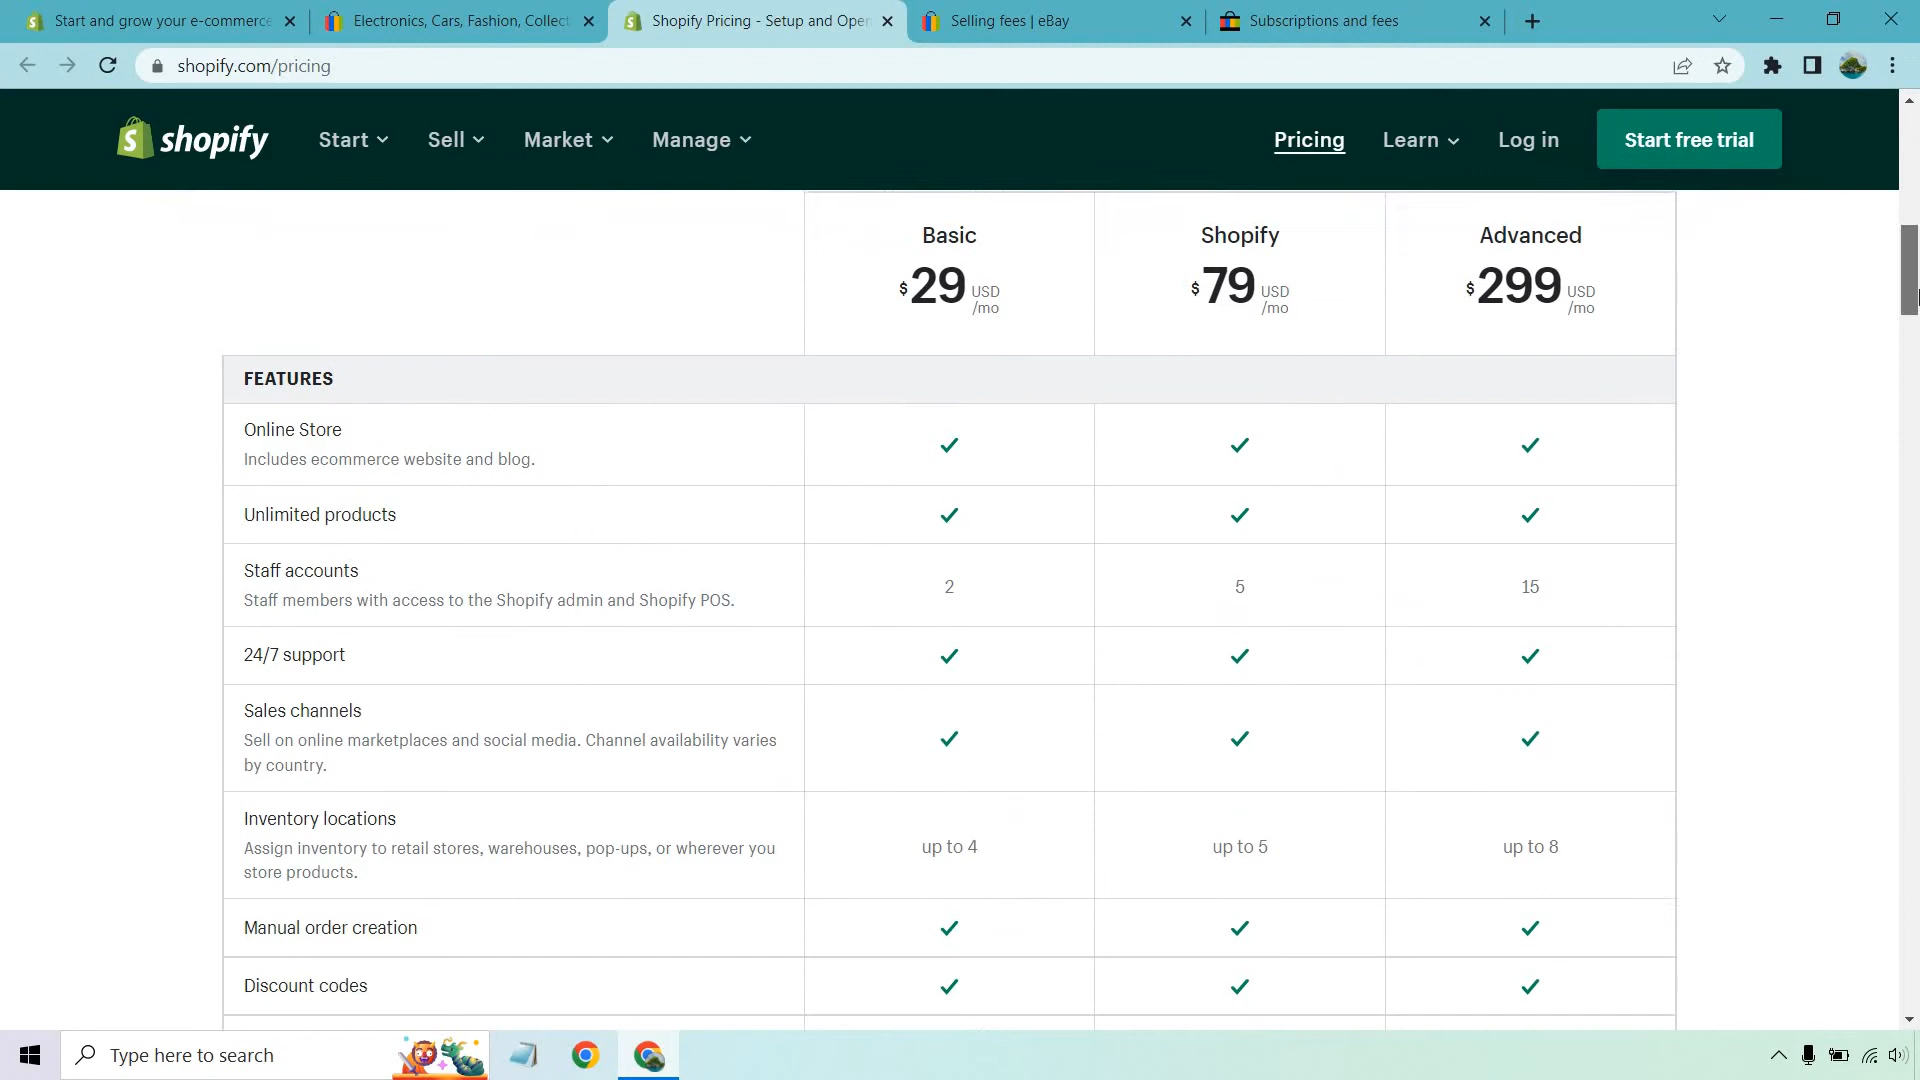 Start and grow your e-commerce
Electronics, Cars, Fashion, Collect
Shopify Pricing - Setup and Open
Selling fees | eBay
Subscriptions and fees
shopify.com/pricing
shopify
Start
Sell
Market
Manage
Pricing
Learn
Log in
Start free trial
Basic
Shopify
Advanced
$29 USD /mo
$79 USD /mo
$299 USD /mo
FEATURES
Online Store
Includes ecommerce website and blog.
Unlimited products
Staff accounts
Staff members with access to the Shopify admin and Shopify POS.
2
5
15
24/7 support
Sales channels
Sell on online marketplaces and social media. Channel availability varies
by country.
Inventory locations
Assign inventory to retail stores, warehouses, pop-ups, or wherever you
store products.
up to 4
up to 5
up to 8
Manual order creation
Discount codes
Type here to search